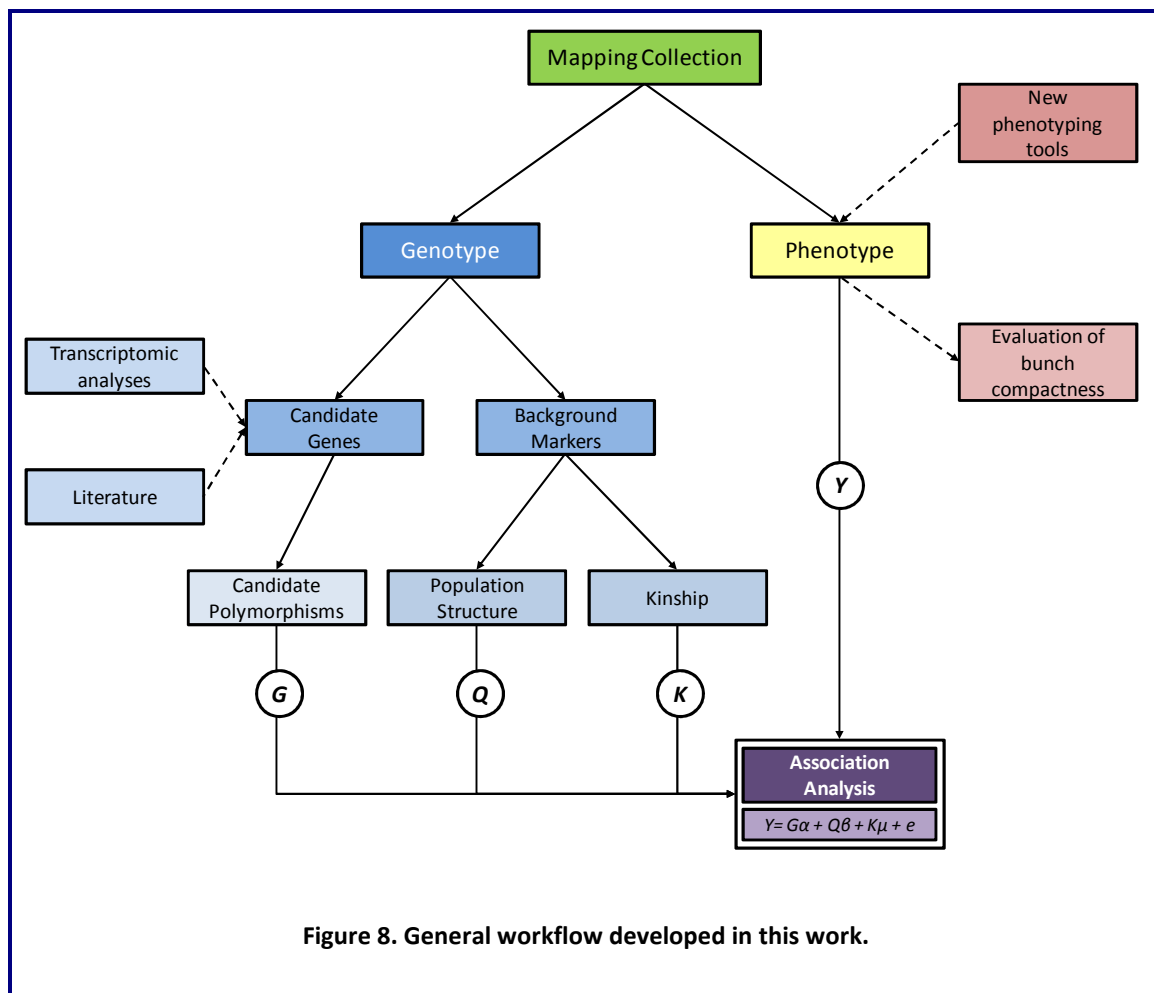 Mapping Collection
New
phenotyping
tools
Genotype
Phenotype
Transcriptomic
analyses
Evaluation of
bunch
compactness
Candidate
Genes
Background
Markers
Literature
Y
Candidate
Polymorphisms
Population
Structure
Kinship
G
Q
K
Association
Analysis
Y= Gα + Qβ + Kμ + e
Figure 8. General workflow developed in this work.